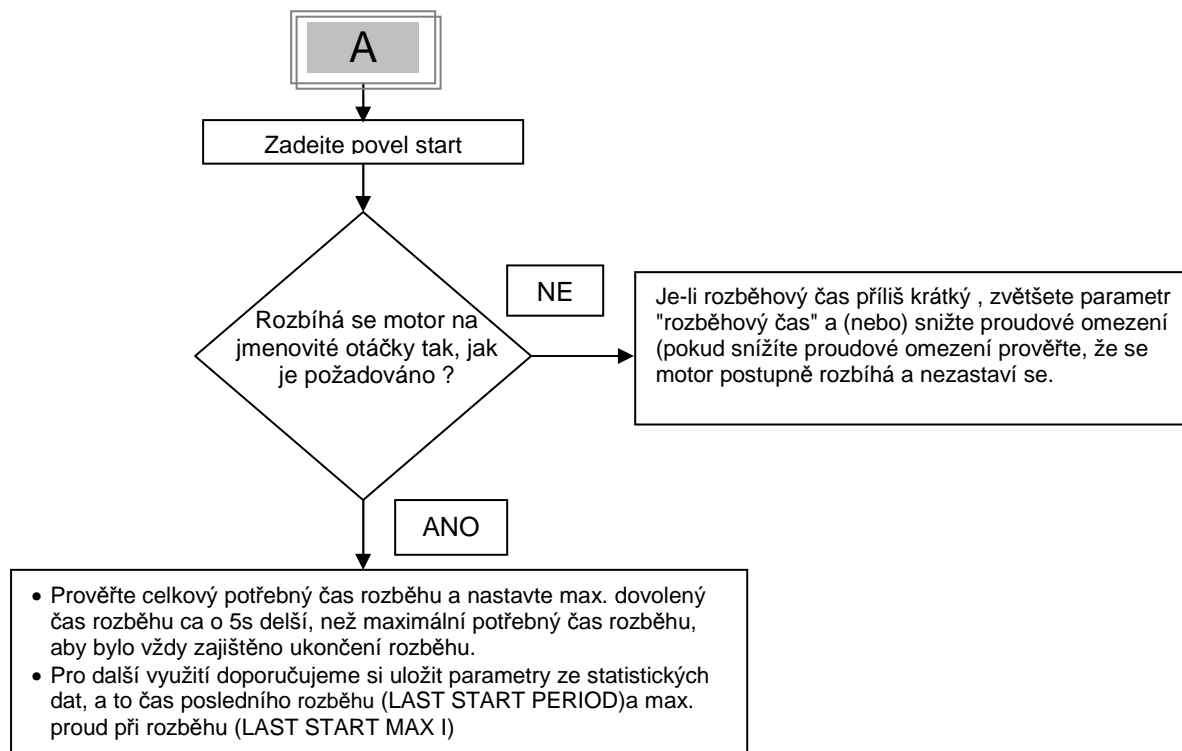 A
Zadejte povel start
NE
Rozbíhá se motor na
jmenovité otáčky tak, jak
je požadováno ?
Je-li rozběhový čas příliš krátký , zvětšete parametr
"rozběhový čas" a (nebo) snižte proudové omezení
(pokud snížíte proudové omezení prověřte, že se
motor postupně rozbíhá a nezastaví se.
ANO
• Prověřte celkový potřebný čas rozběhu a nastavte max. dovolený
čas rozběhu ca o 5s delší, než maximální potřebný čas rozběhu,
aby bylo vždy zajištěno ukončení rozběhu.
• Pro další využití doporučujeme si uložit parametry ze statistických
dat, a to čas posledního rozběhu (LAST START PERIOD)a max.
proud při rozběhu (LAST START MAX I)